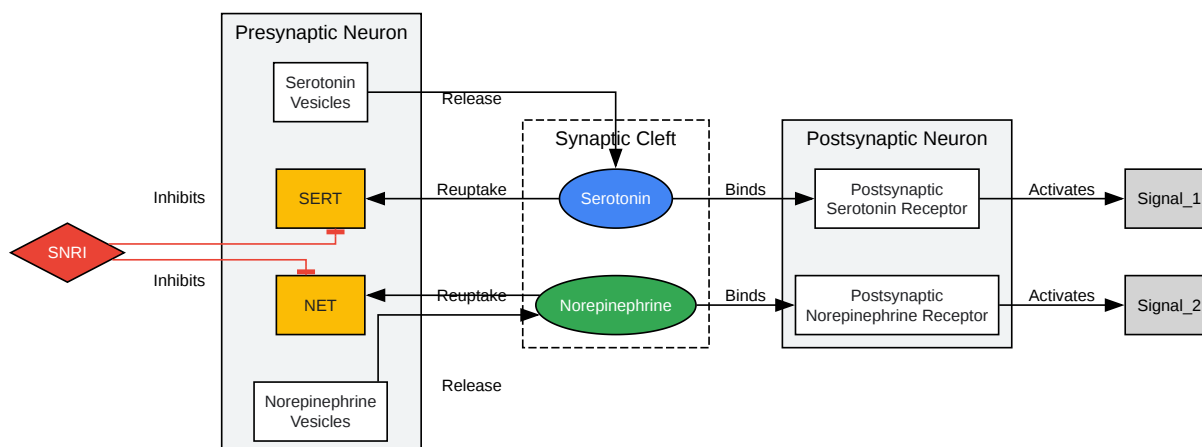 Presynaptic Neuron
Serotonin
Vesicles
Release
Synaptic Cleft
Postsynaptic Neuron
Inhibits
SERT
Reuptake
Serotonin
Binds
Postsynaptic
Serotonin Receptor
Activates
Signal_1
SNRI
Inhibits
NET
Reuptake
Norepinephrine
Binds
Postsynaptic
Norepinephrine Receptor
Activates
Signal_2
Release
Norepinephrine
Vesicles